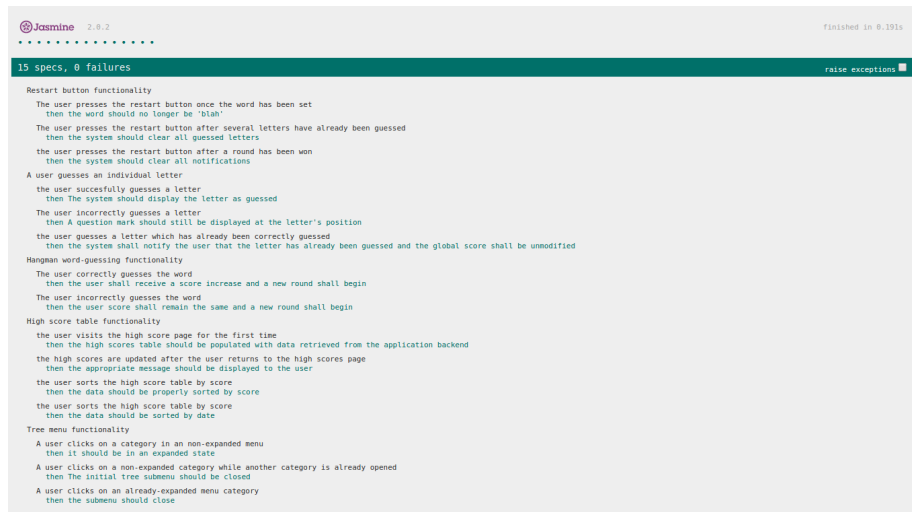 Jasmine 2.0.2 finished in 0.191s
• • • • • • • • • • • • • • •
15 specs, 0 failures raise exceptions
Restart button functionality
The user presses the restart button once the word has been set
then the word should no longer be 'blah'
The user presses the restart button after several letters have already been guessed
then the system should clear all guessed letters
the user presses the restart button after a round has been won
then the system should clear all notifications
A user guesses an individual letter
the user succesfully guesses a letter
then The system should display the letter as guessed
The user incorrectly guesses a letter
then A question mark should still be displayed at the letter's position
the user guesses a letter which has already been correctly guessed
then the system shall notify the user that the letter has already been guessed and the global score shall be unmodified
Hangman word-guessing functionality
The user correctly guesses the word
then the user shall receive a score increase and a new round shall begin
The user incorrectly guesses the word
then the user score shall remain the same and a new round shall begin
High score table functionality
the user visits the high score page for the first time
then the high scores table should be populated with data retrieved from the application backend
the high scores are updated after the user returns to the high scores page
then the appropriate message should be displayed to the user
the user sorts the high score table by score
then the data should be properly sorted by score
the user sorts the high score table by score
then the data should be sorted by date
Tree menu functionality
A user clicks on a category in an non-expanded menu
then it should be in an expanded state
A user clicks on a non-expanded category while another category is already opened
then The initial tree submenu should be closed
A user clicks on an already-expanded menu category
then the submenu should close